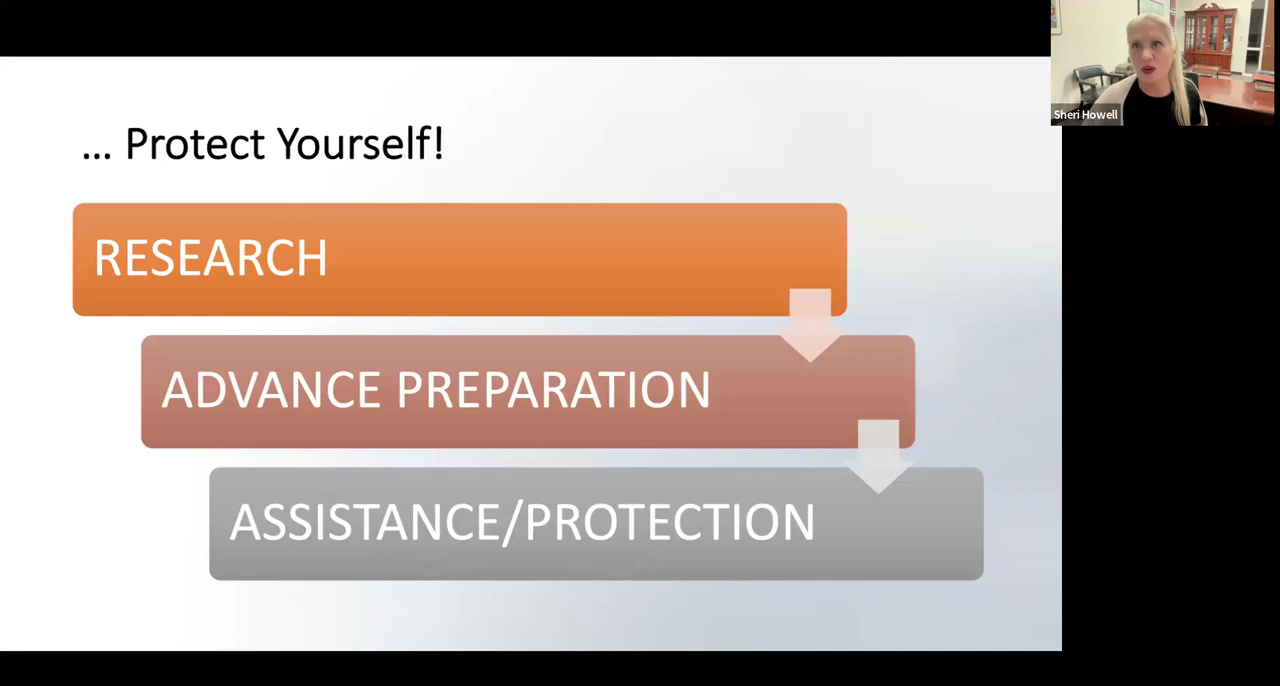 ... Protect Yourself!
RESEARCH
ADVANCE PREPARATION
ASSISTANCE/PROTECTION
Sheri Howell